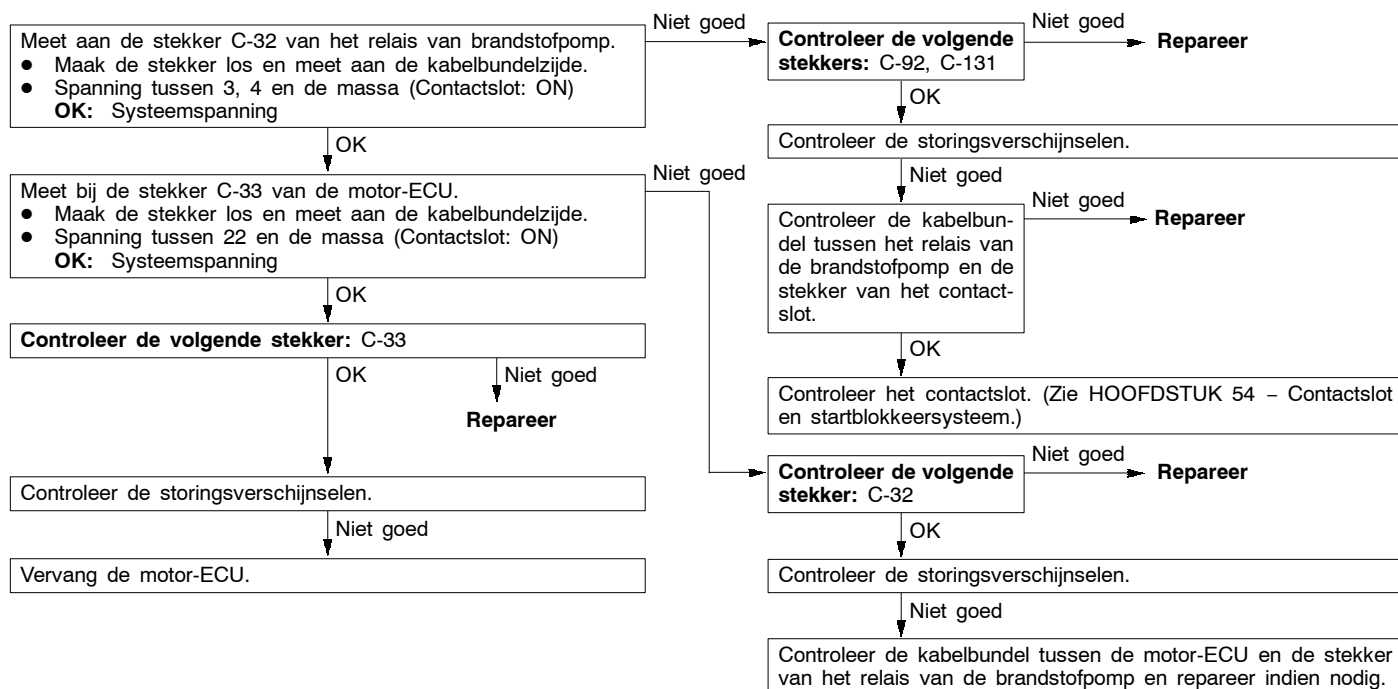 Meet aan de stekker C-32 van het relais van brandstofpomp.
● Maak de stekker los en meet aan de kabelbundelzijde.
● Spanning tussen 3, 4 en de massa (Contactslot: ON)
OK: Systeemspanning
Niet goed
Controleer de volgende
stekkers: C-92, C-131
Niet goed
Repareer
OK
Controleer de storingsverschijnselen.
Niet goed
Controleer de kabelbun-
del tussen het relais van
de brandstofpomp en de
stekker van het contact-
slot.
Niet goed
Repareer
OK
Controleer het contactslot. (Zie HOOFDSTUK 54 – Contactslot
en startblokkeersysteem.)
OK
Meet bij de stekker C-33 van de motor-ECU.
● Maak de stekker los en meet aan de kabelbundelzijde.
● Spanning tussen 22 en de massa (Contactslot: ON)
OK: Systeemspanning
Niet goed
OK
Controleer de volgende stekker: C-33
OK
Niet goed
Repareer
Controleer de storingsverschijnselen.
Niet goed
Vervang de motor-ECU.
Controleer de volgende
stekker: C-32
Niet goed
Repareer
OK
Controleer de storingsverschijnselen.
Niet goed
Controleer de kabelbundel tussen de motor-ECU en de stekker
van het relais van de brandstofpomp en repareer indien nodig.